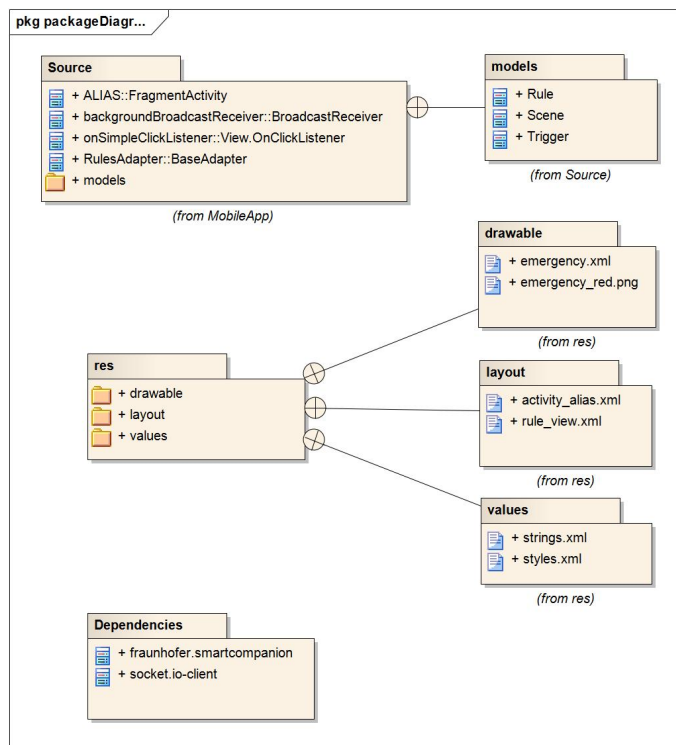 pkg packageDiagr...
Source
+ ALIAS::FragmentActivity
+ backgroundBroadcastReceiver::BroadcastReceiver
+ onSimpleClickListener::View.OnClickListener
+ RulesAdapter::BaseAdapter
+ models
(from MobileApp)
models
+ Rule
+ Scene
+ Trigger
(from Source)
drawable
+ emergency.xml
+ emergency_red.png
(from res)
res
+ drawable
+ layout
+ values
layout
+ activity_alias.xml
+ rule_view.xml
(from res)
values
+ strings.xml
+ styles.xml
(from res)
Dependencies
+ fraunhofer.smartcompanion
+ socket.io-client